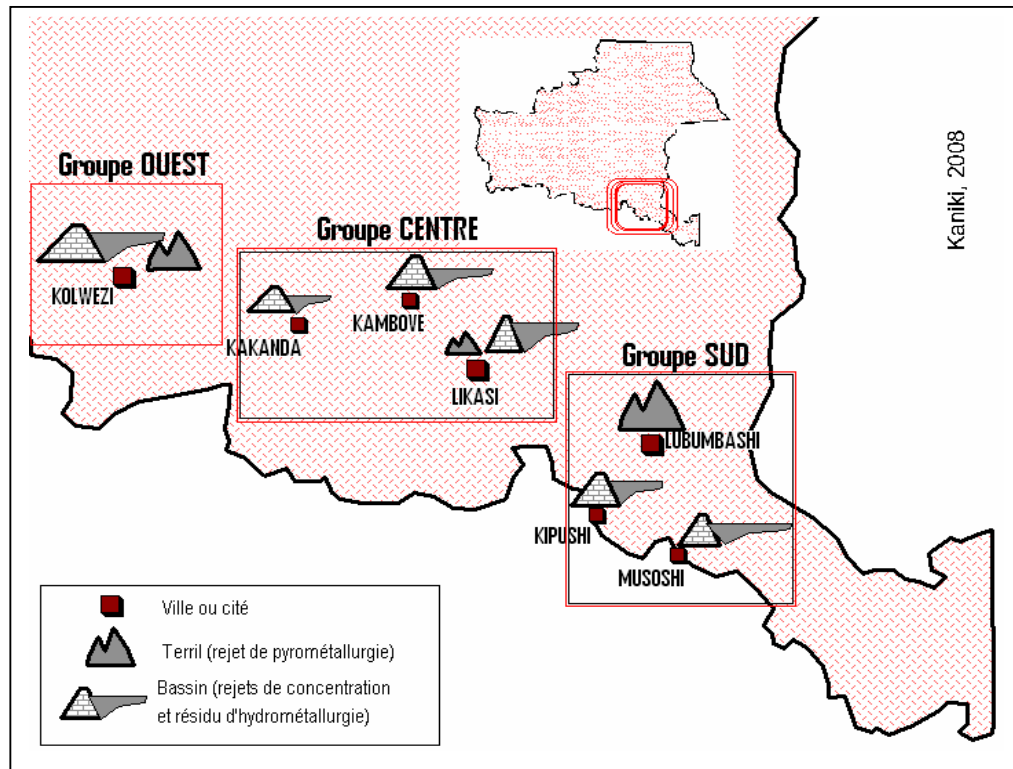 Groupe OUEST
KOLWEZI
Groupe CENTRE
KAKANDA
KAMBOVE
LIKASI
Groupe SUD
LUBUMBASHI
KIPUSHI
MUSOSHI
Kaniki, 2008
Ville ou cité
Terril (rejet de pyrométallurgie)
Bassin (rejets de concentration
et résidu d'hydrométallurgie)